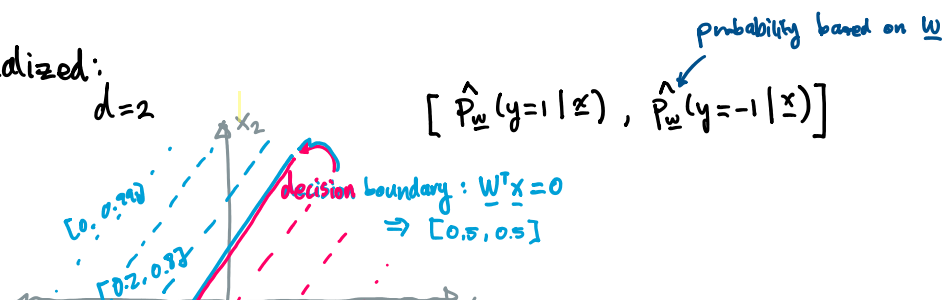 probability based on w
alized:
d=2
[ P̂w(y=1|x) , P̂w(y=-1|x) ]
x2
decision boundary : wᵀx = 0
⇒ [0.5, 0.5]
[0, 0.99]
[0.2, 0.8]